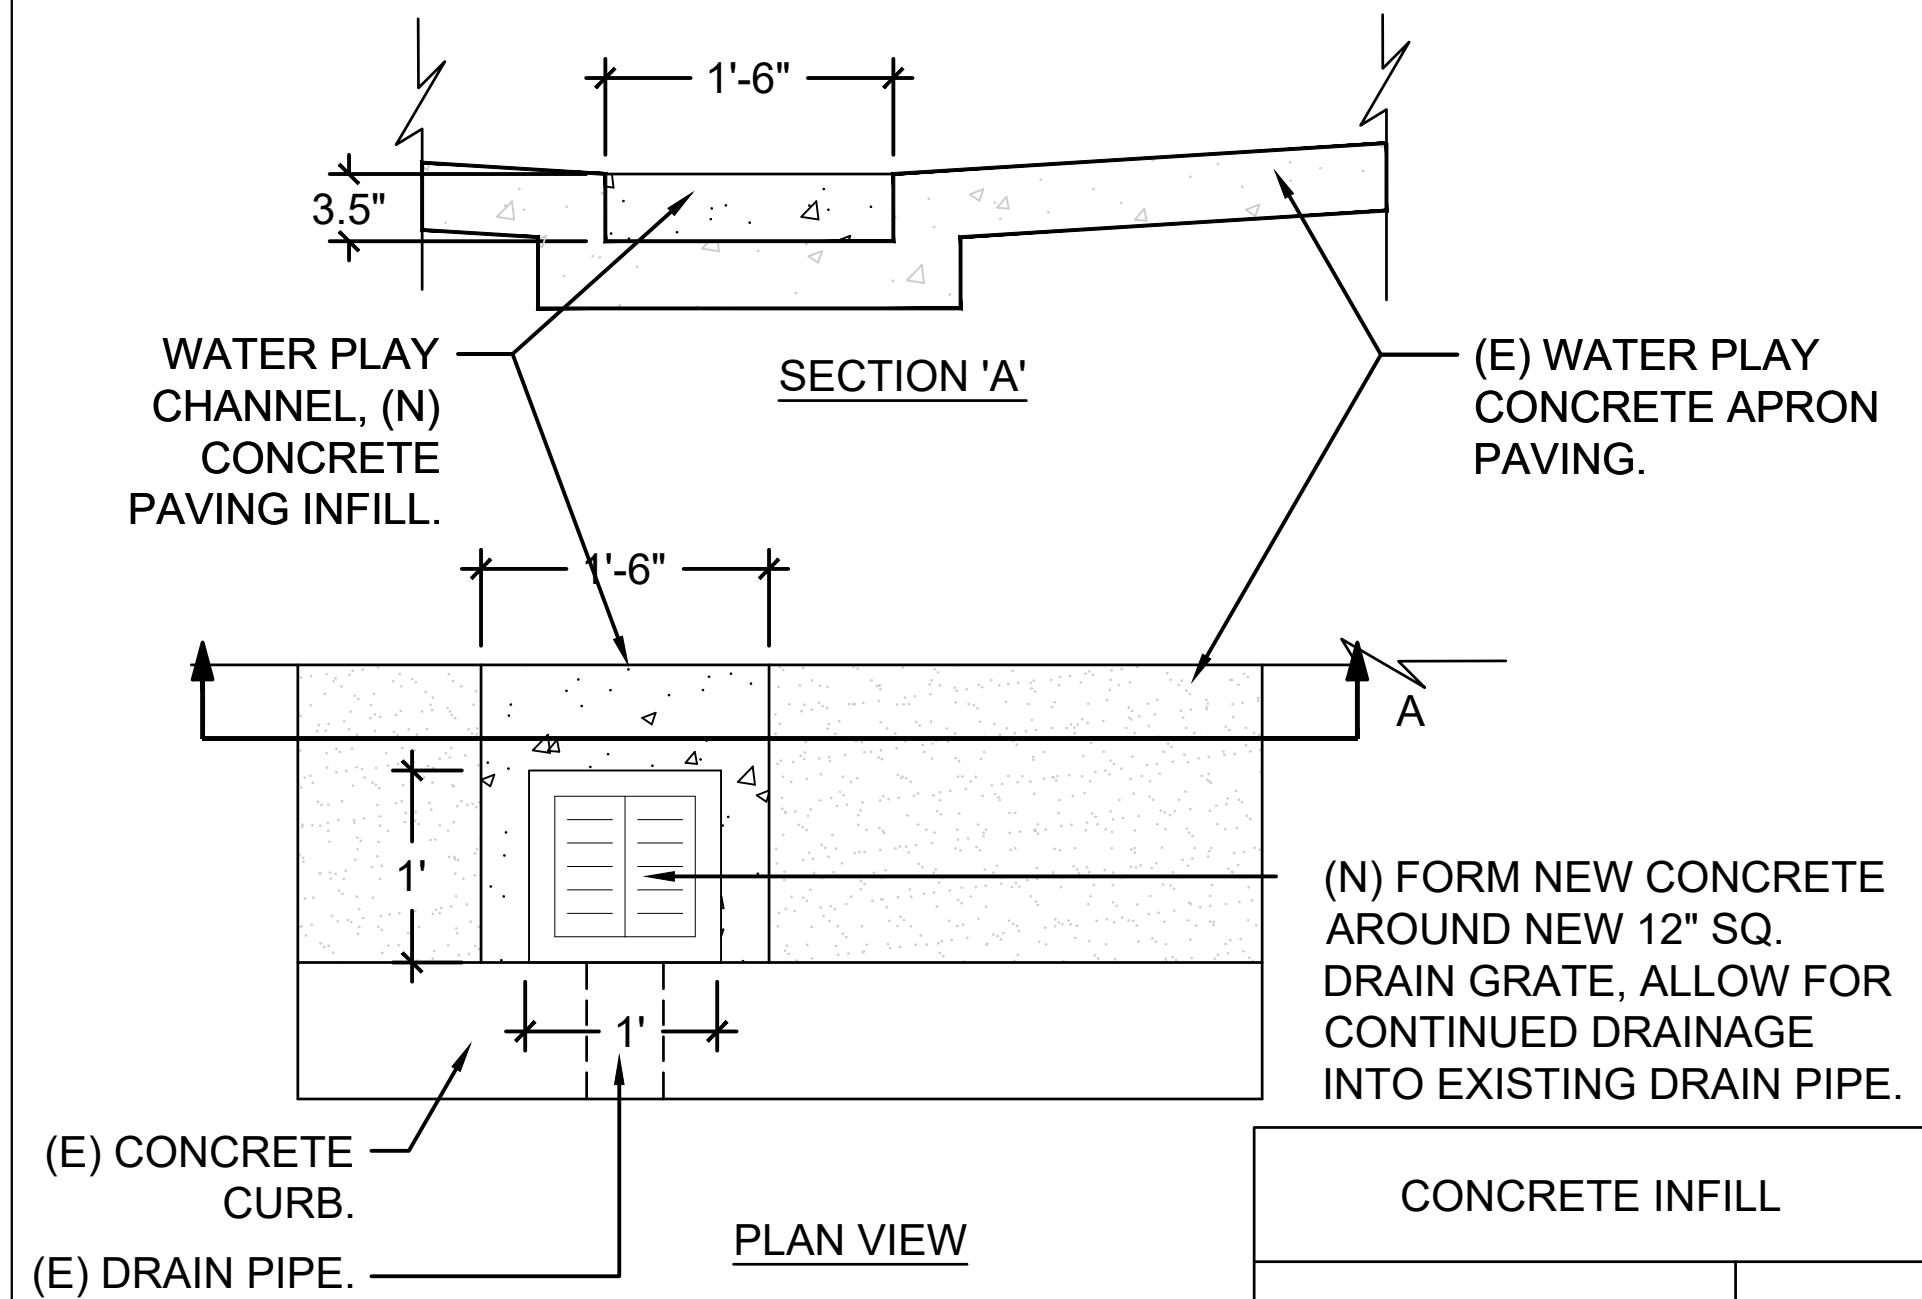 1'-6"
3.5"
WATER PLAY
CHANNEL, (N)
CONCRETE
PAVING INFILL.
SECTION 'A'
(E) WATER PLAY
CONCRETE APRON
PAVING.
1'-6"
A
1'
1'
(N) FORM NEW CONCRETE
AROUND NEW 12" SQ.
DRAIN GRATE, ALLOW FOR
CONTINUED DRAINAGE
INTO EXISTING DRAIN PIPE.
(E) CONCRETE
CURB.
(E) DRAIN PIPE.
PLAN VIEW
CONCRETE INFILL